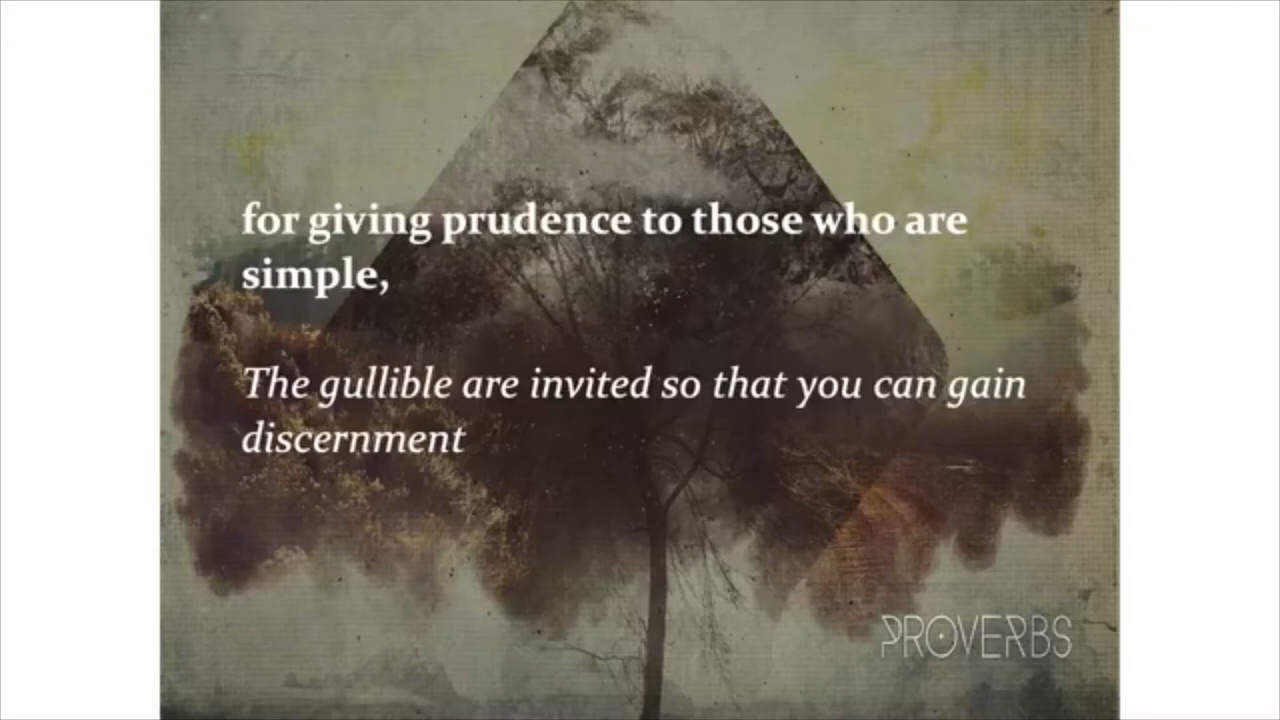 for giving prudence to those who are
simple,
The gullible are invited so that you can gain
discernment
PROVERBS